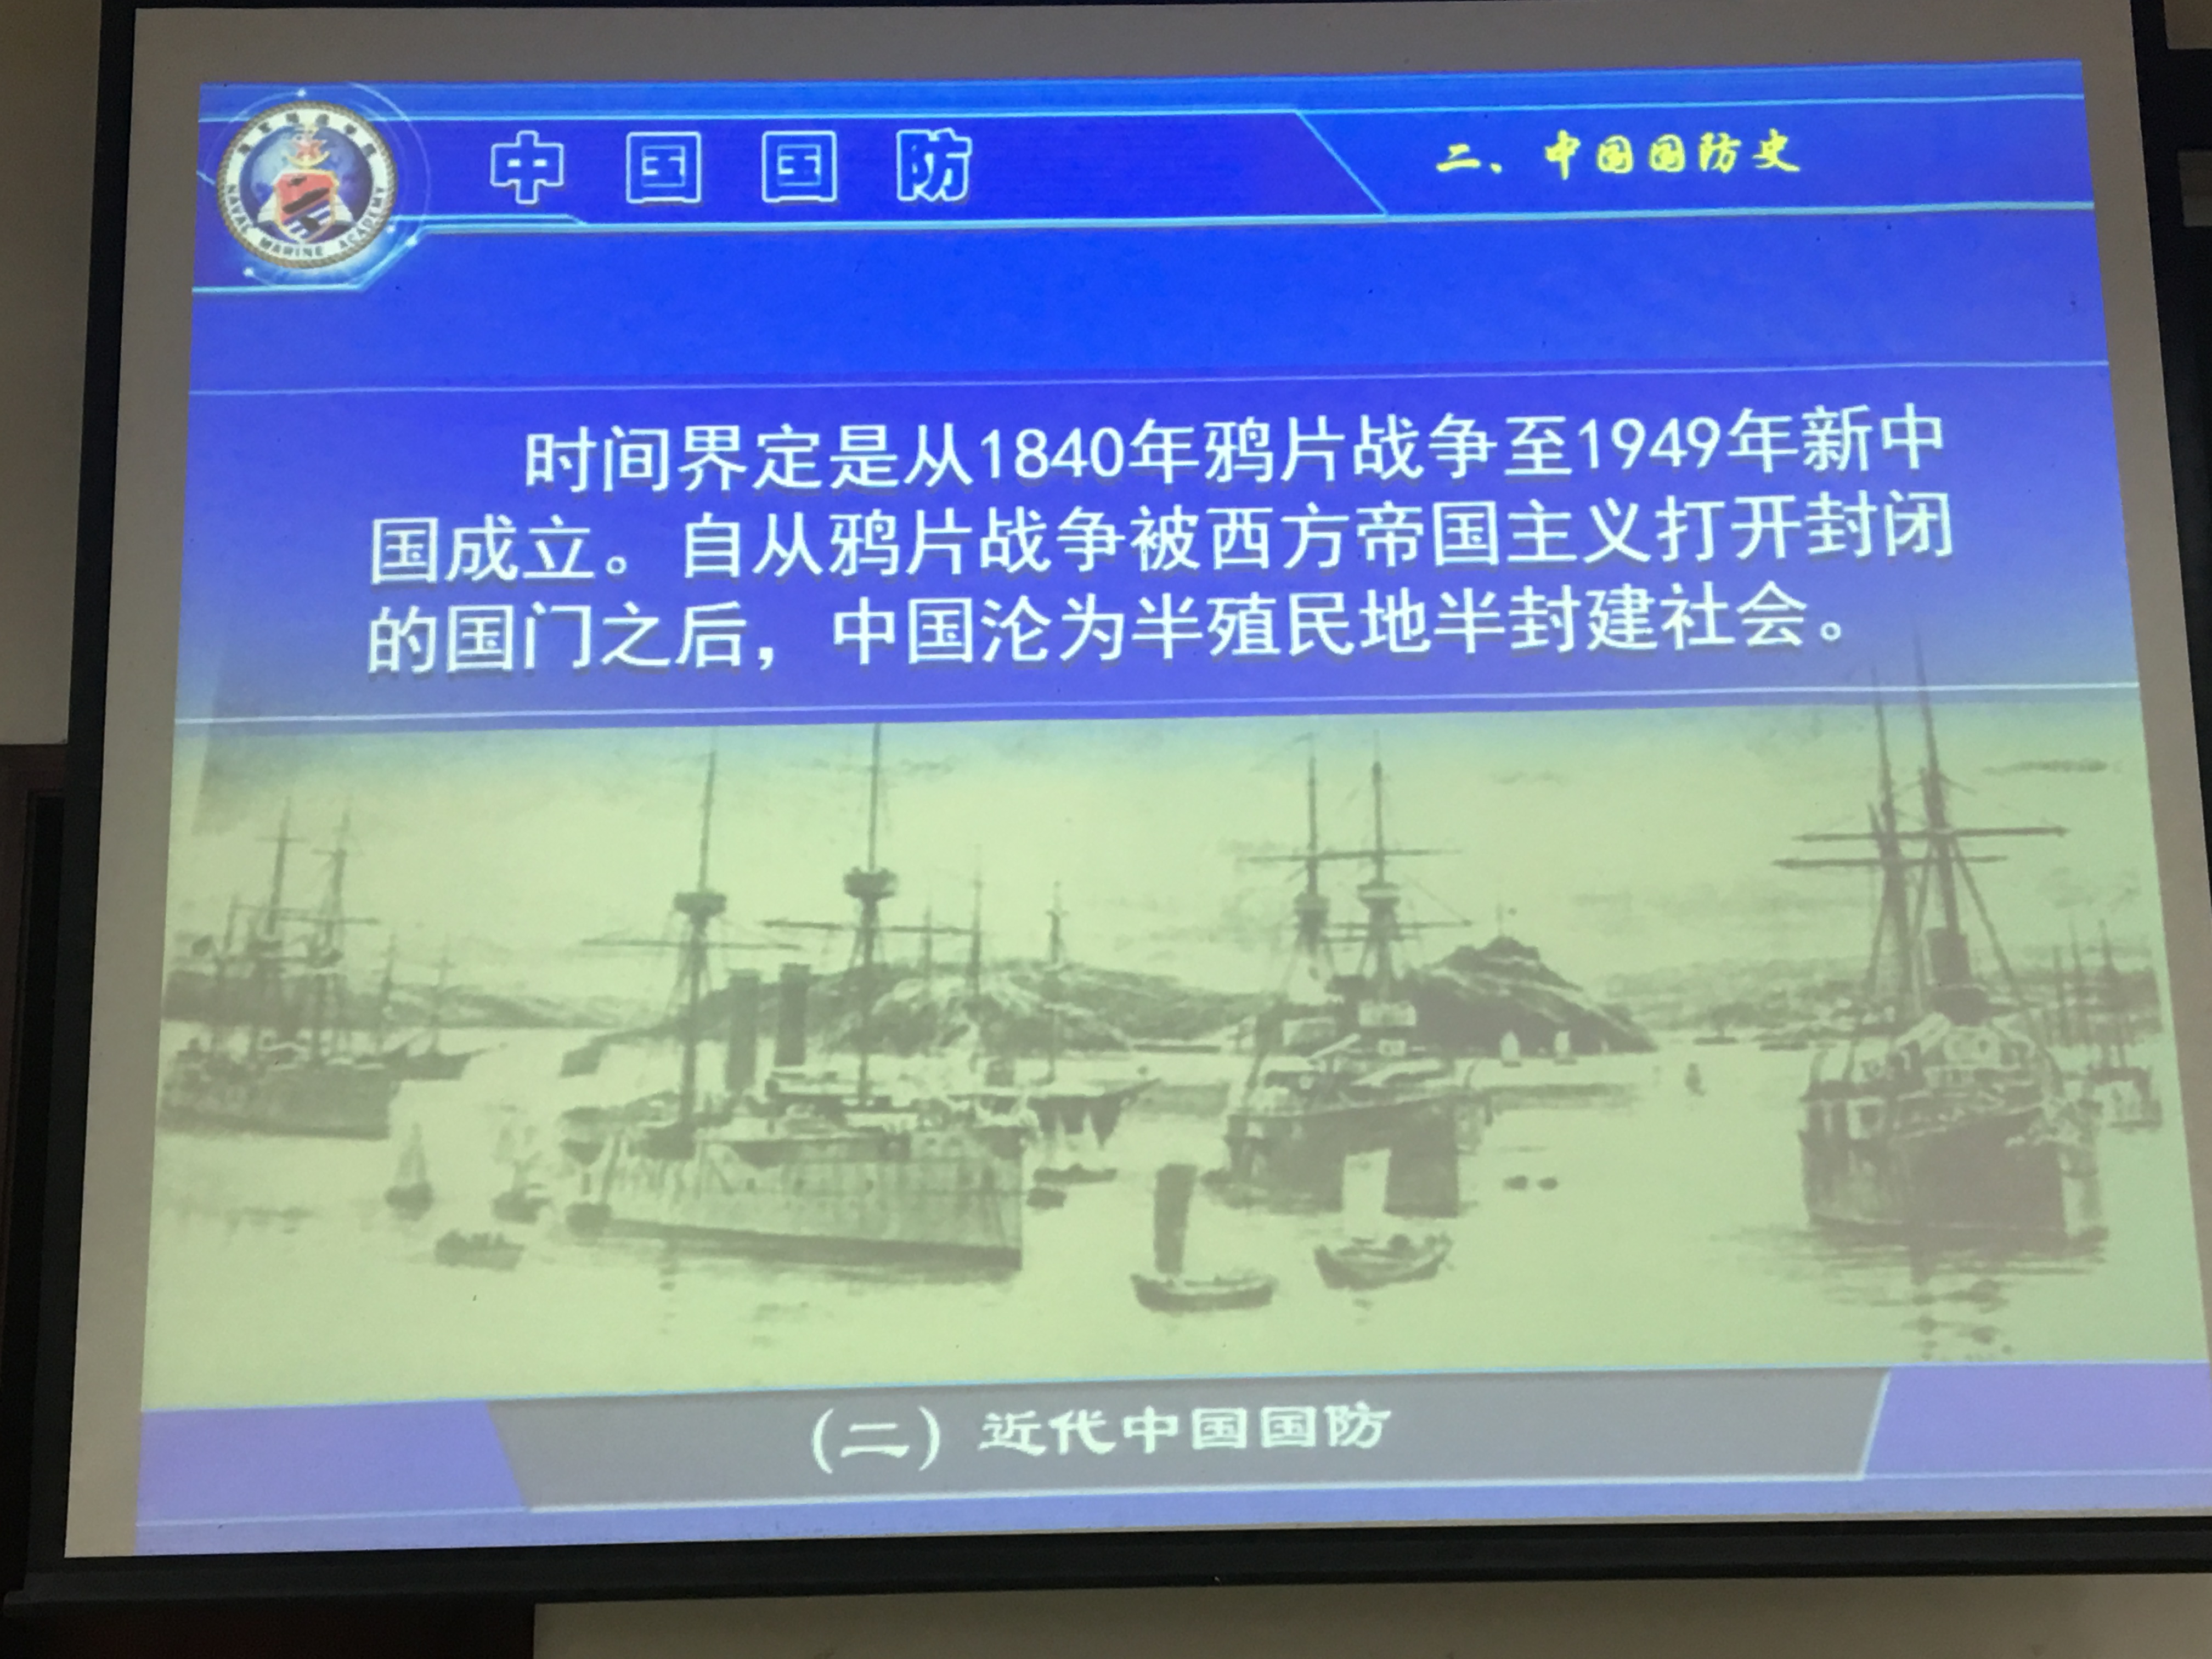 中国国防
二、中国国防史
NAVAL MARINE ACADEMY
时间界定是从1840年鸦片战争至1949年新中
国成立。自从鸦片战争被西方帝国主义打开封闭
的国门之后，中国沦为半殖民地半封建社会。
(二) 近代中国国防